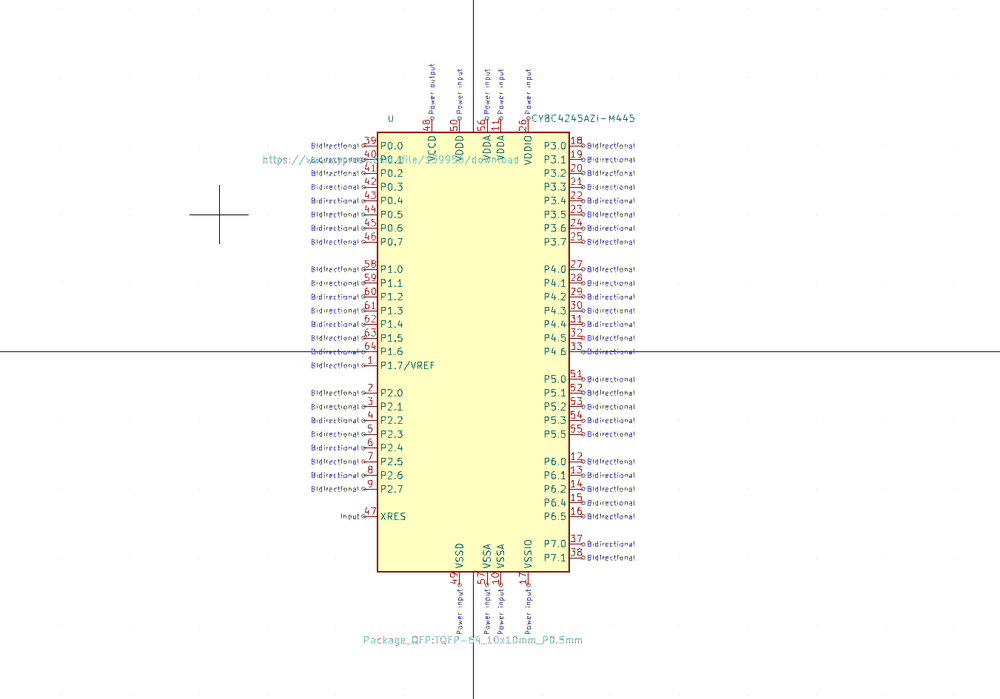 Power output Power input Power input Power input Power input
U CY8C4245AZI-M445
48 50 56 11 26
VCCD VDDD VDDA VDDA VDDIO
Bidirectional 39 P0.0 P3.0 18 Bidirectional
Bidirectional 40 P0.1 P3.1 19 Bidirectional
Bidirectional 41 P0.2 P3.2 20 Bidirectional
Bidirectional 42 P0.3 P3.3 21 Bidirectional
Bidirectional 43 P0.4 P3.4 22 Bidirectional
Bidirectional 44 P0.5 P3.5 23 Bidirectional
Bidirectional 45 P0.6 P3.6 24 Bidirectional
Bidirectional 46 P0.7 P3.7 25 Bidirectional
Bidirectional 58 P1.0 P4.0 27 Bidirectional
Bidirectional 59 P1.1 P4.1 28 Bidirectional
Bidirectional 60 P1.2 P4.2 29 Bidirectional
Bidirectional 61 P1.3 P4.3 30 Bidirectional
Bidirectional 62 P1.4 P4.4 31 Bidirectional
Bidirectional 63 P1.5 P4.5 32 Bidirectional
Bidirectional 64 P1.6 P4.6 33 Bidirectional
Bidirectional 1 P1.7/VREF
P5.0 51 Bidirectional
Bidirectional 2 P2.0 P5.1 52 Bidirectional
Bidirectional 3 P2.1 P5.2 53 Bidirectional
Bidirectional 4 P2.2 P5.3 54 Bidirectional
Bidirectional 5 P2.3 P5.5 55 Bidirectional
Bidirectional 6 P2.4
Bidirectional 7 P2.5 P6.0 12 Bidirectional
Bidirectional 8 P2.6 P6.1 13 Bidirectional
Bidirectional 9 P2.7 P6.2 14 Bidirectional
P6.4 15 Bidirectional
Input 47 XRES P6.5 16 Bidirectional
P7.0 37 Bidirectional
P7.1 38 Bidirectional
VSSD VSSA VSSA VSSIO
49 57 10 17
Power input Power input Power input Power input
Package_QFP:TQFP-64_10x10mm_P0.5mm